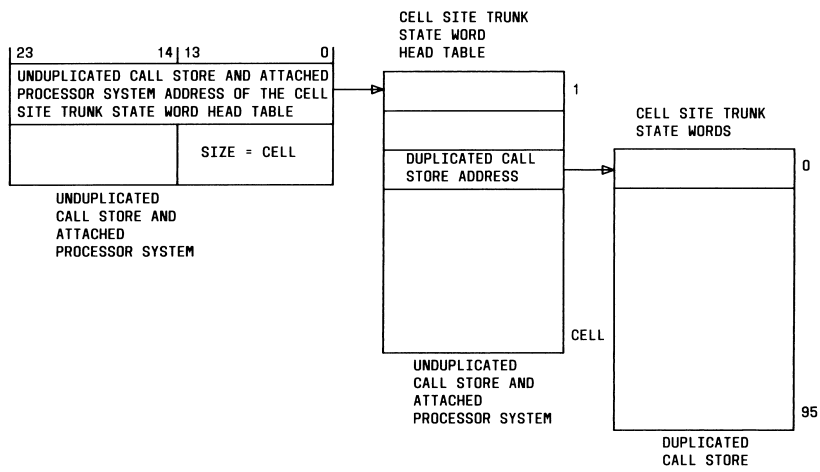 CELL SITE TRUNK
STATE WORD
HEAD TABLE
23 14 13 0
UNDUPLICATED CALL STORE AND ATTACHED
PROCESSOR SYSTEM ADDRESS OF THE CELL
SITE TRUNK STATE WORD HEAD TABLE
SIZE = CELL
UNDUPLICATED
CALL STORE AND
ATTACHED
PROCESSOR SYSTEM
1
DUPLICATED CALL
STORE ADDRESS
CELL
UNDUPLICATED
CALL STORE AND
ATTACHED
PROCESSOR SYSTEM
CELL SITE TRUNK
STATE WORDS
0
95
DUPLICATED
CALL STORE